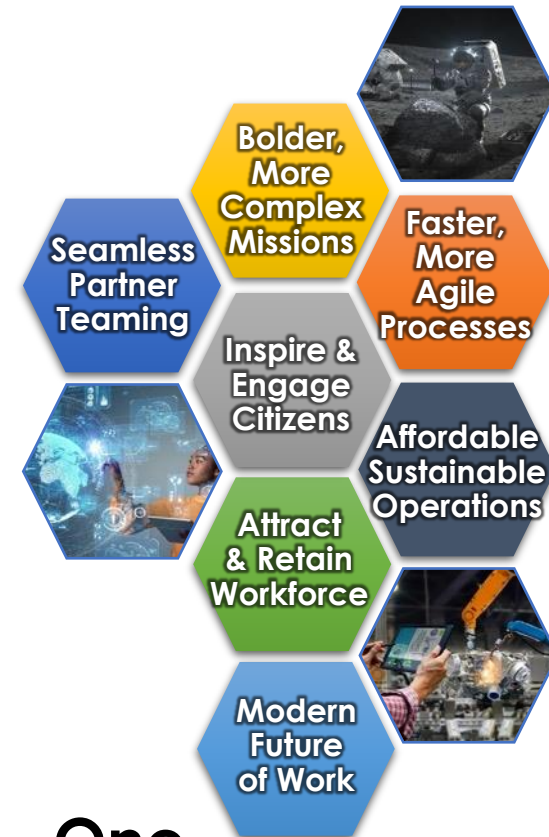 Bolder,
More
Complex
Missions
Seamless
Partner
Teaming
Faster,
More
Agile
Processes
Inspire &
Engage
Citizens
Affordable
Sustainable
Operations
Attract
& Retain
Workforce
Modern
Future
of Work
One